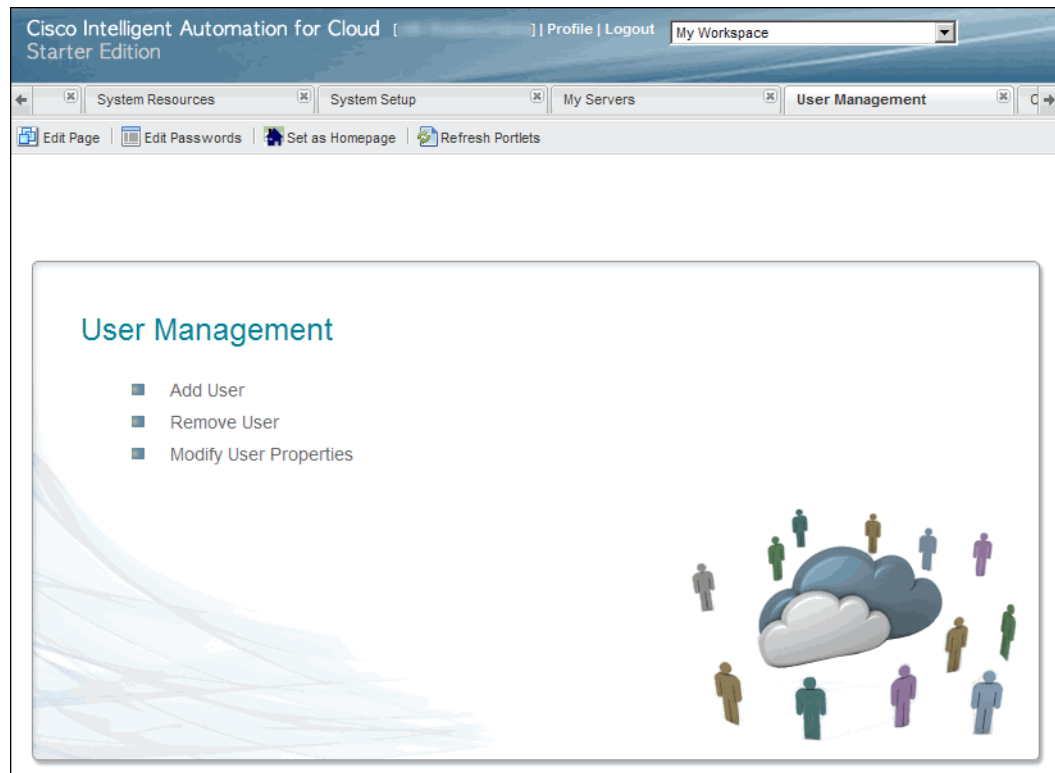 Cisco Intelligent Automation for Cloud [ ] | Profile | Logout My Workspace
Starter Edition
System Resources System Setup My Servers User Management
Edit Page Edit Passwords Set as Homepage Refresh Portlets
User Management
Add User
Remove User
Modify User Properties